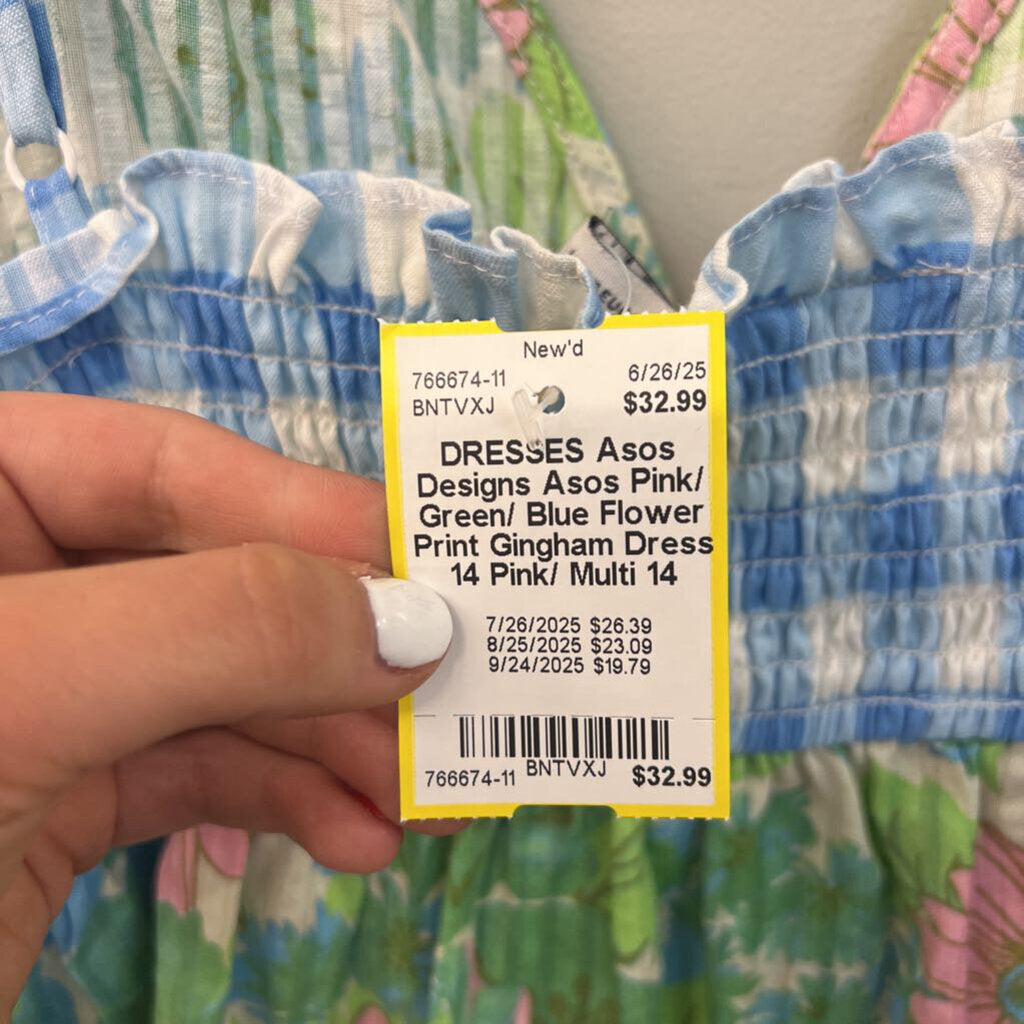 New'd
766674-11 6/26/25
BNTVXJ $32.99
DRESSES Asos
Designs Asos Pink/
Green/ Blue Flower
Print Gingham Dress
14 Pink/ Multi 14
7/26/2025 $26.39
8/25/2025 $23.09
9/24/2025 $19.79
766674-11 BNTVXJ $32.99